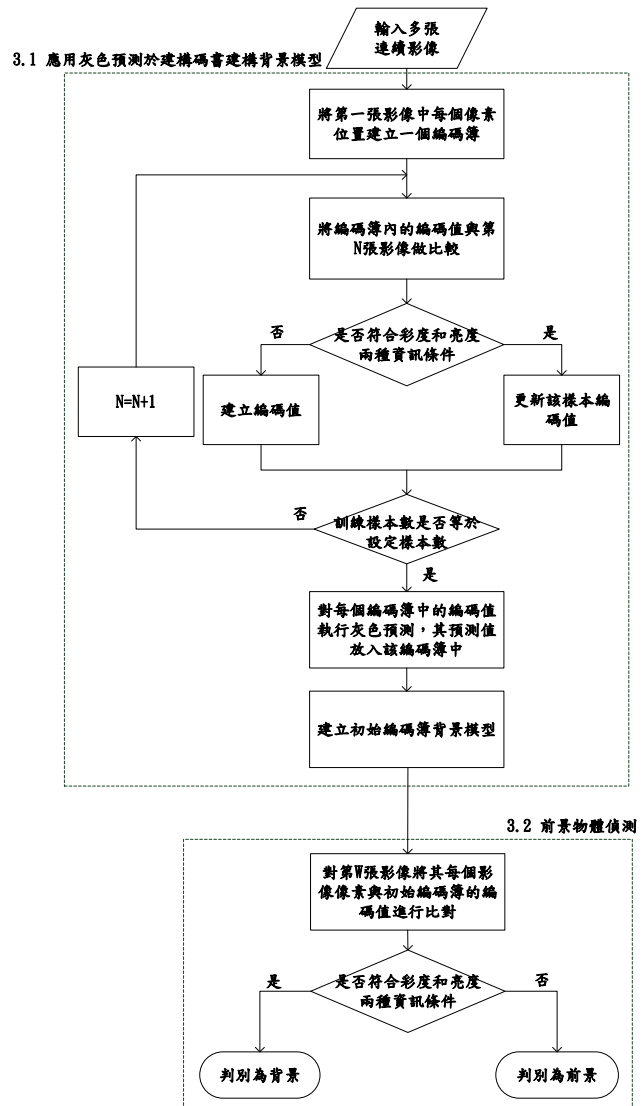 輸入多張
連續影像
3.1 應用灰色預測於建構碼書建構背景模型
將第一張影像中每個像素
位置建立一個編碼簿
將編碼簿內的編碼值與第
N張影像做比較
否
是否符合彩度和亮度
兩種資訊條件
是
N=N+1
建立編碼值
更新該樣本編
碼值
否
訓練樣本數是否等於
設定樣本數
是
對每個編碼簿中的編碼值
執行灰色預測，其預測值
放入該編碼簿中
建立初始編碼簿背景模型
3.2 前景物體偵測
對第W張影像將其每個影
像像素與初始編碼簿的編
碼值進行比對
是
是否符合彩度和亮度
兩種資訊條件
否
判別為背景
判別為前景